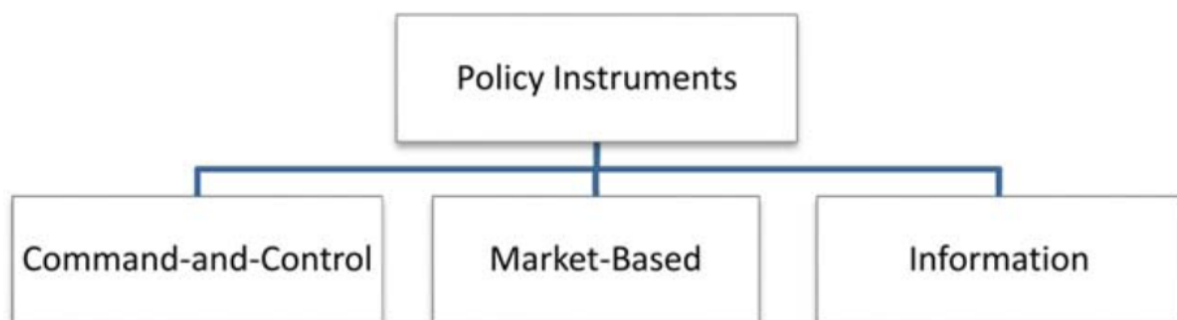 Policy Instruments
Command-and-Control
Market-Based
Information